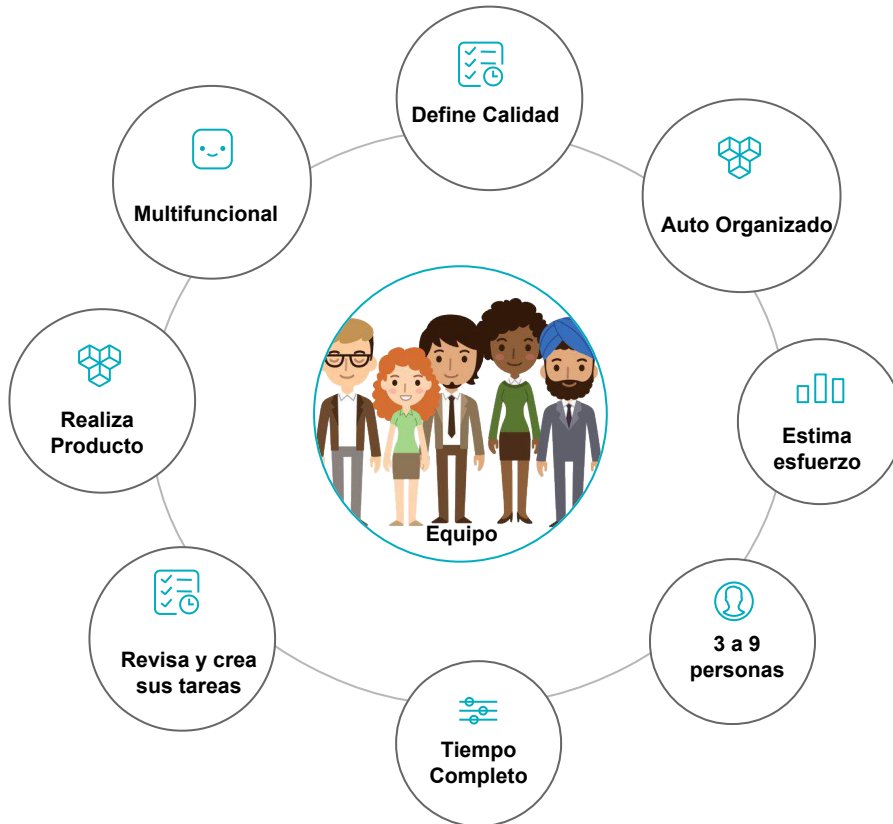 Define Calidad
Auto Organizado
Estima
esfuerzo
3 a 9
personas
Tiempo
Completo
Revisa y crea
sus tareas
Realiza
Producto
Multifuncional
Equipo